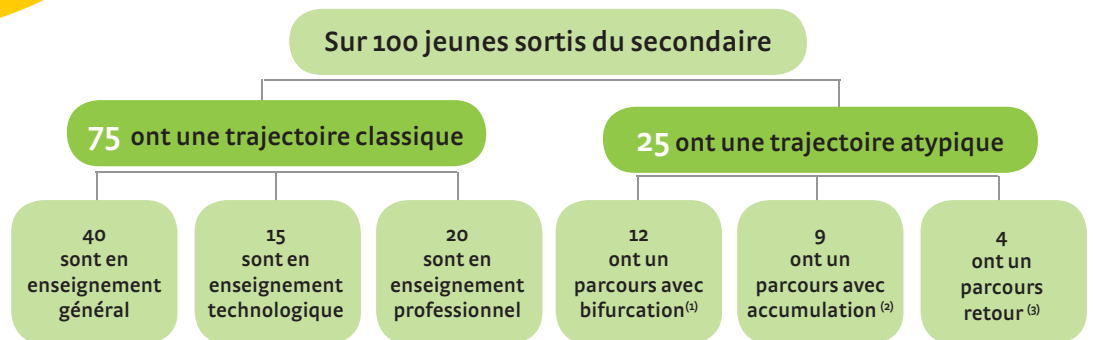 Sur 100 jeunes sortis du secondaire
75 ont une trajectoire classique
25 ont une trajectoire atypique
40
sont en
enseignement
général
15
sont en
enseignement
technologique
20
sont en
enseignement
professionnel
12
ont un
parcours avec
bifurcation(1)
9
ont un
parcours avec
accumulation (2)
4
ont un
parcours
retour (3)